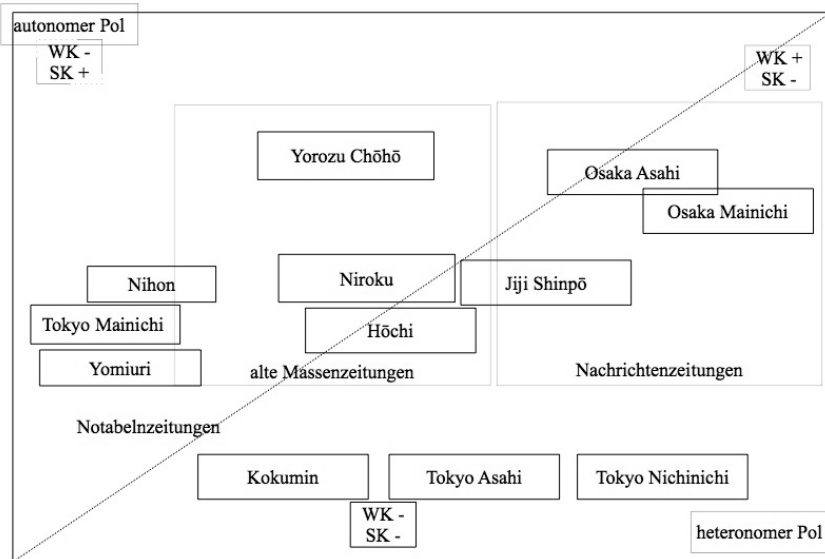 autonomer Pol
WK -
SK +
WK +
SK -
Yorozu Chōhō
Osaka Asahi
Osaka Mainichi
Nihon
Niroku
Jiji Shinpō
Tokyo Mainichi
Hōchi
Yomiuri
alte Massenzeitungen
Nachrichtenzeitungen
Notabelnzeitungen
Kokumin
Tokyo Asahi
Tokyo Nichinichi
WK -
SK -
heteronomer Pol